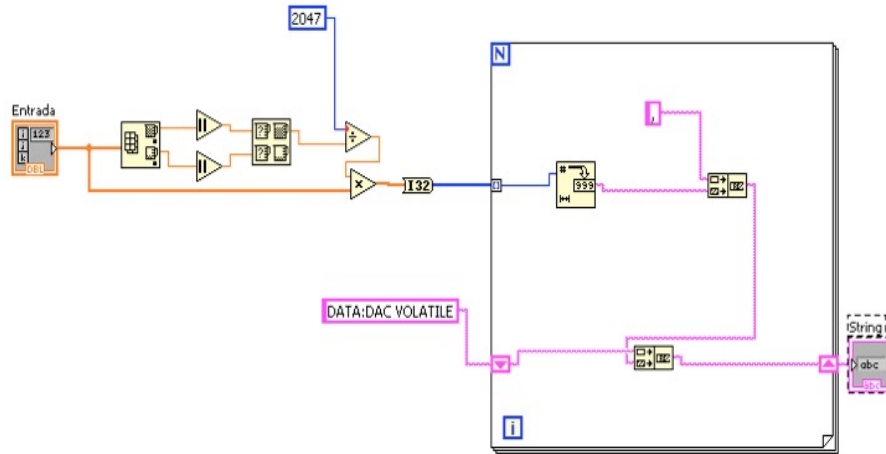 2047
N
Entrada
i
j
k
123
DBL
÷
x
I32
,
#
999
DATA:DAC VOLATILE
String
abc
abc
i